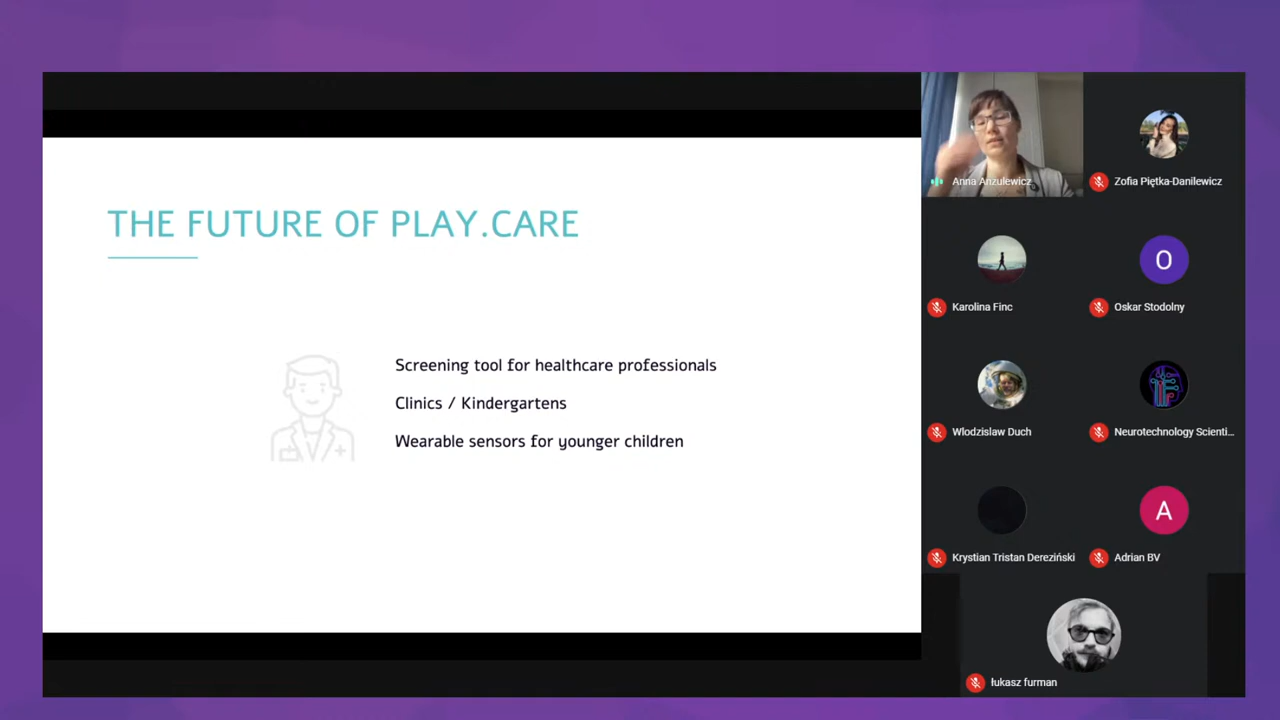 THE FUTURE OF PLAY.CARE
Screening tool for healthcare professionals
Clinics / Kindergartens
Wearable sensors for younger children
Anna Anzulewicz
Zofia Piętka-Danilewicz
Karolina Finc
Oskar Stodolny
Wlodzislaw Duch
Neurotechnology Scienti...
Krystian Tristan Dereziński
Adrian BV
łukasz furman
O
A